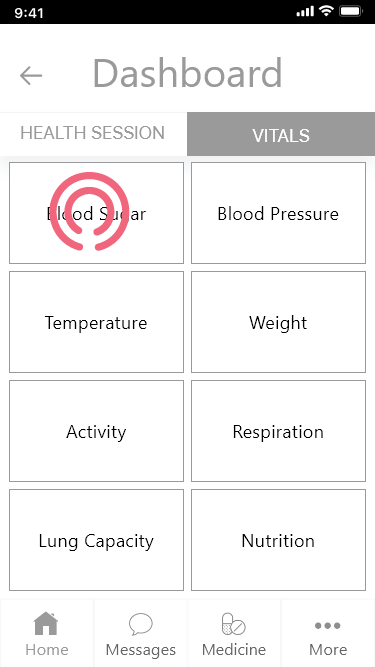 9:41
Dashboard
HEALTH SESSION
VITALS
Blood Sugar
Blood Pressure
Temperature
Weight
Activity
Respiration
Lung Capacity
Nutrition
Home
Messages
Medicine
More